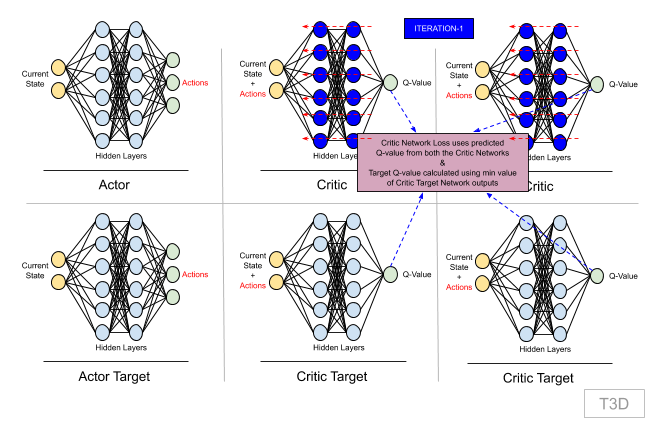 ITERATION-1
Current
State
Actions
Hidden Layers
Actor
Current
State
+
Actions
Q-Value
Hidden Layers
Critic
Current
State
+
Actions
Q-Value
Hidden Layers
Critic
Critic Network Loss uses predicted
Q-value from both the Critic Networks
&
Target Q-value calculated using min value
of Critic Target Network outputs
Current
State
Actions
Hidden Layers
Actor Target
Current
State
+
Actions
Q-Value
Hidden Layers
Critic Target
Current
State
+
Actions
Q-Value
Hidden Layers
Critic Target
T3D